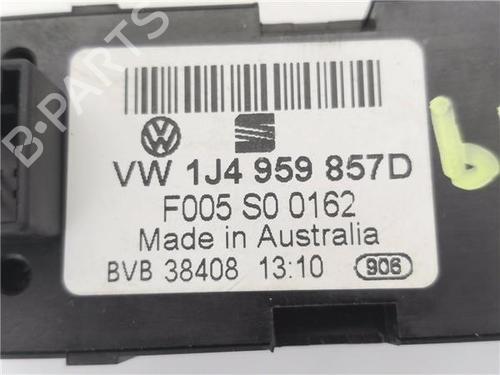 B-PARTS
VW 1J4 959 857D
F005 S0 0162
Made in Australia
BVB 38408 13:10 906